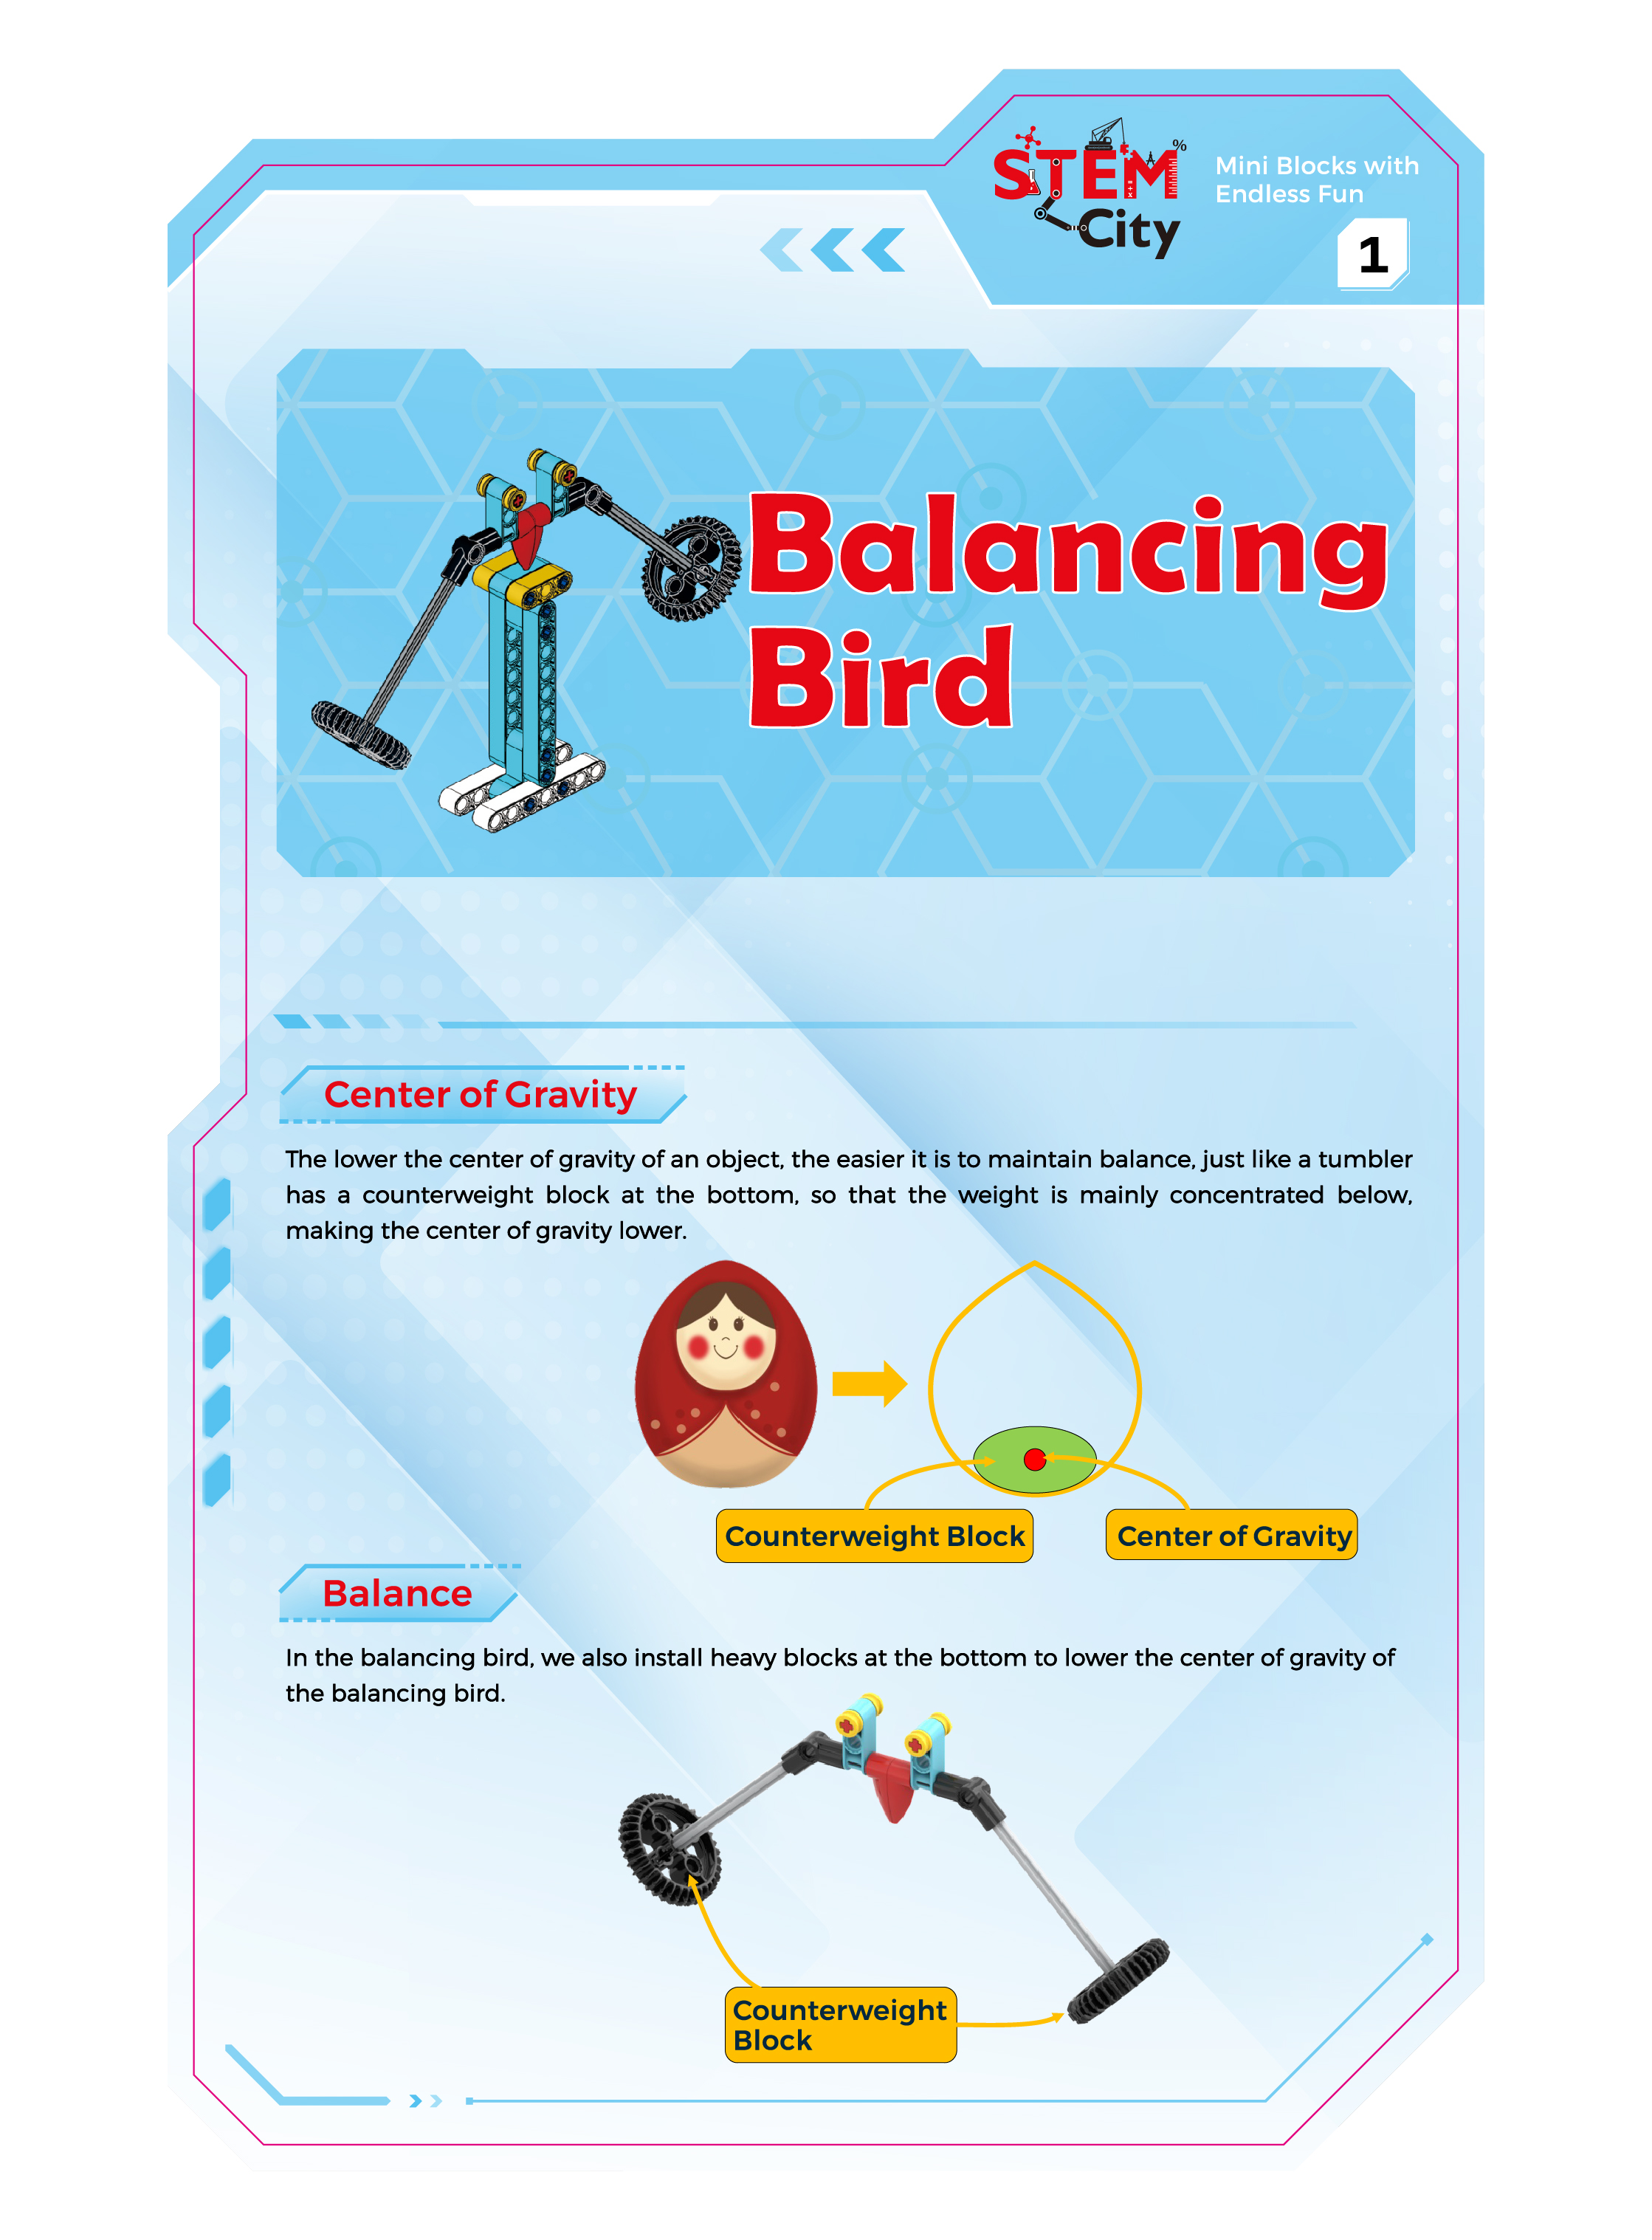 STEM
%
City
Mini Blocks with
Endless Fun
1
Balancing
Bird
Center of Gravity
The lower the center of gravity of an object, the easier it is to maintain balance, just like a tumbler
has a counterweight block at the bottom, so that the weight is mainly concentrated below,
making the center of gravity lower.
Counterweight Block
Center of Gravity
Balance
In the balancing bird, we also install heavy blocks at the bottom to lower the center of gravity of
the balancing bird.
Counterweight
Block